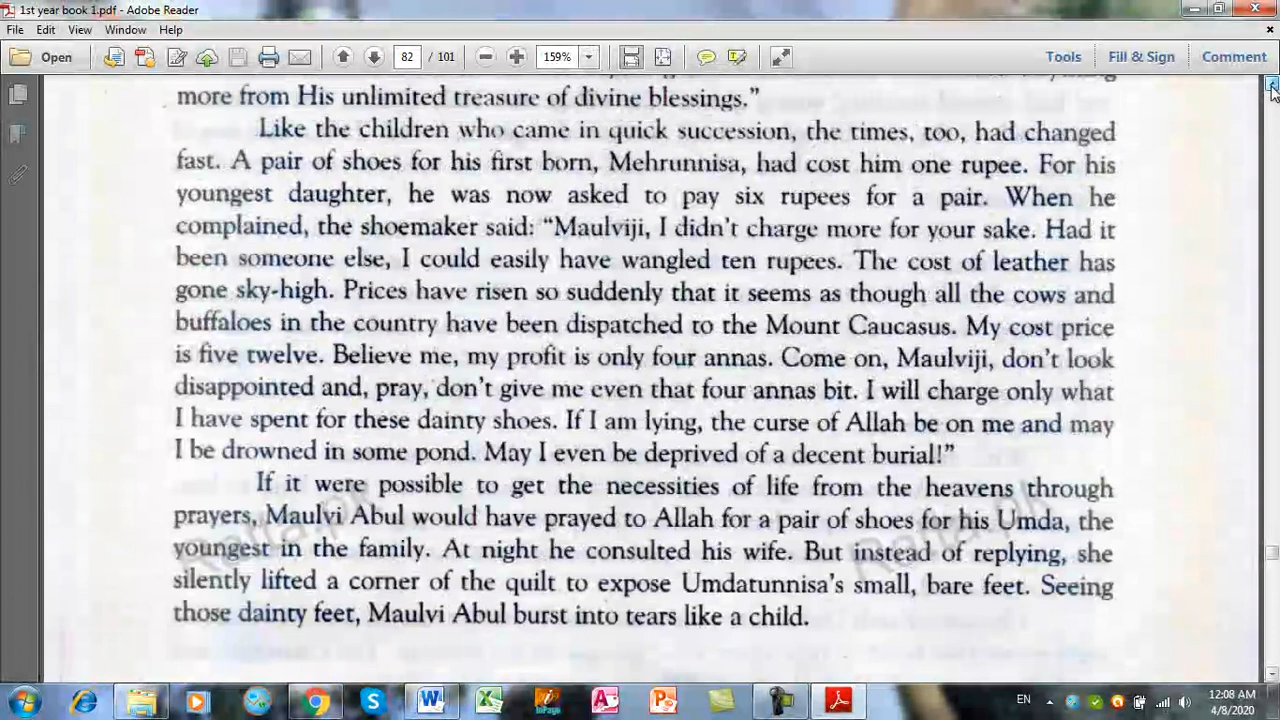 1st year book 1.pdf - Adobe Reader
File Edit View Window Help
Open 82 / 101 159% Tools Fill & Sign Comment
more from His unlimited treasure of divine blessings.”
Like the children who came in quick succession, the times, too, had changed
fast. A pair of shoes for his first born, Mehrunnisa, had cost him one rupee. For his
youngest daughter, he was now asked to pay six rupees for a pair. When he
complained, the shoemaker said: “Maulviji, I didn’t charge more for your sake. Had it
been someone else, I could easily have wangled ten rupees. The cost of leather has
gone sky-high. Prices have risen so suddenly that it seems as though all the cows and
buffaloes in the country have been dispatched to the Mount Caucasus. My cost price
is five twelve. Believe me, my profit is only four annas. Come on, Maulviji, don’t look
disappointed and, pray, don’t give me even that four annas bit. I will charge only what
I have spent for these dainty shoes. If I am lying, the curse of Allah be on me and may
I be drowned in some pond. May I even be deprived of a decent burial!”
If it were possible to get the necessities of life from the heavens through
prayers, Maulvi Abul would have prayed to Allah for a pair of shoes for his Umda, the
youngest in the family. At night he consulted his wife. But instead of replying, she
silently lifted a corner of the quilt to expose Umdatunnisa’s small, bare feet. Seeing
those dainty feet, Maulvi Abul burst into tears like a child.
Ratta.pk Ratta.pk
EN 12:08 AM
4/8/2020